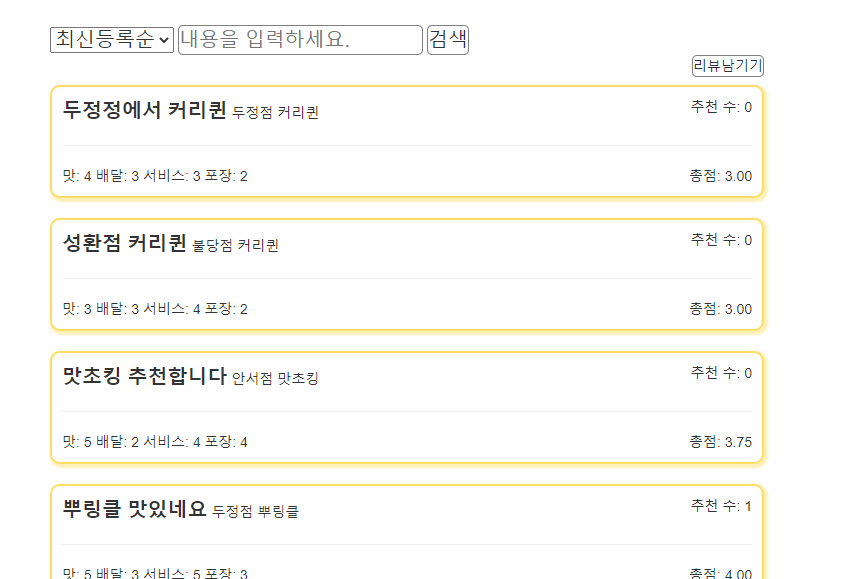 최신등록순 내용을 입력하세요. 검색
리뷰남기기
두정정에서 커리퀸 두정점 커리퀸 추천 수: 0
맛: 4 배달: 3 서비스: 3 포장: 2 총점: 3.00
성환점 커리퀸 불당점 커리퀸 추천 수: 0
맛: 3 배달: 3 서비스: 4 포장: 2 총점: 3.00
맛초킹 추천합니다 안서점 맛초킹 추천 수: 0
맛: 5 배달: 2 서비스: 4 포장: 4 총점: 3.75
뿌링클 맛있네요 두정점 뿌링클 추천 수: 1
맛: 5 배달: 3 서비스: 5 포장: 3 총점: 4.00